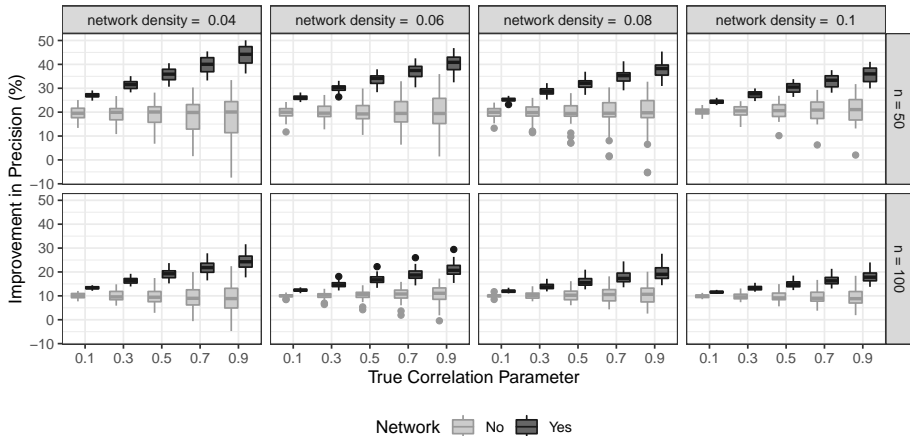 network density = 0.04
network density = 0.06
network density = 0.08
network density = 0.1
50
40
30
20
10
0
−10
n = 50
50
40
30
20
10
0
−10
n = 100
Improvement in Precision (%)
0.1 0.3 0.5 0.7 0.9
0.1 0.3 0.5 0.7 0.9
0.1 0.3 0.5 0.7 0.9
0.1 0.3 0.5 0.7 0.9
True Correlation Parameter
Network No Yes